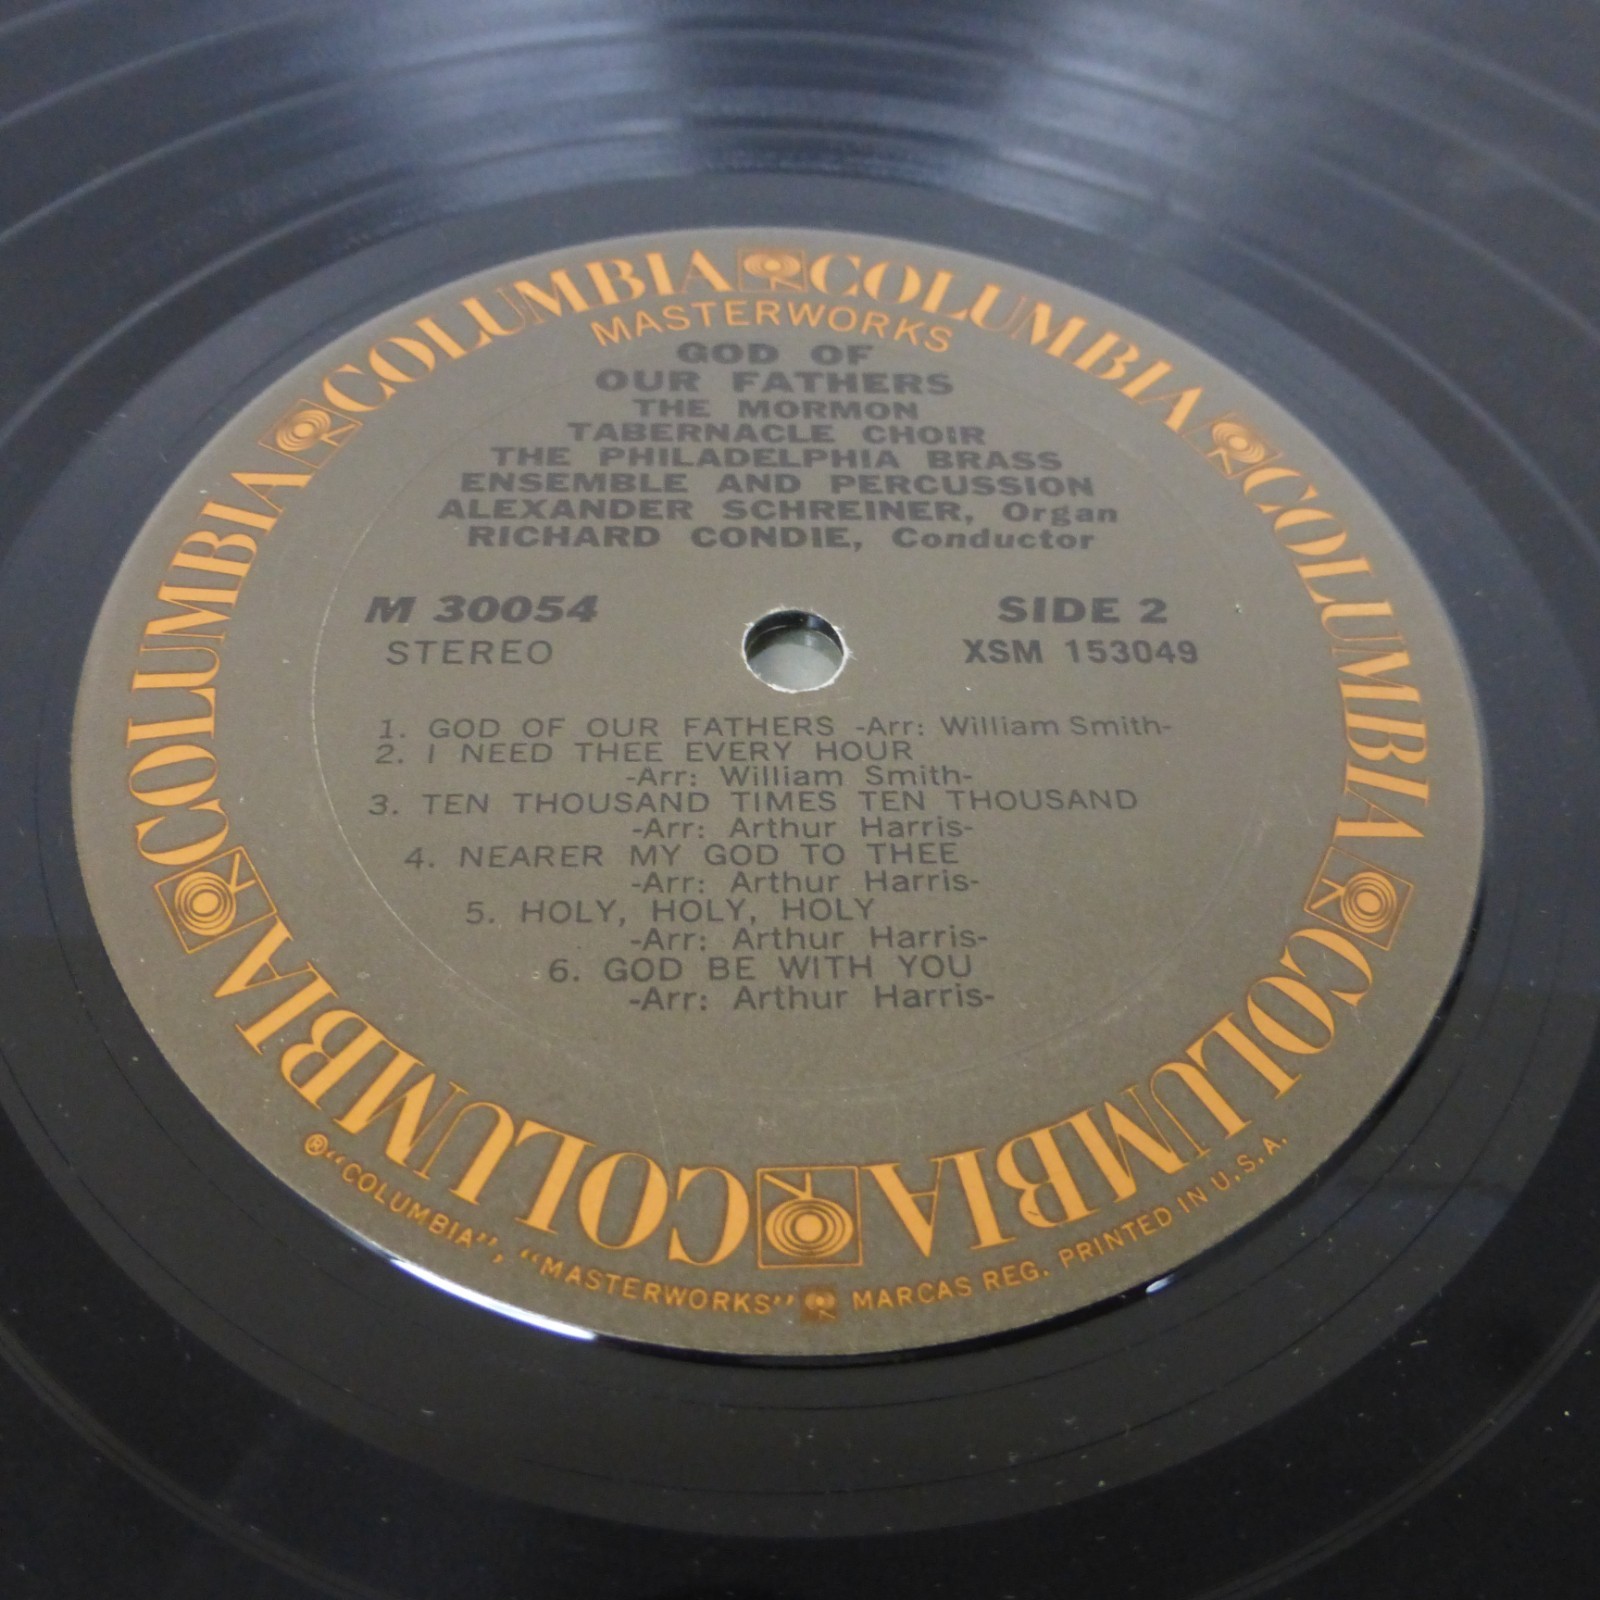 COLUMBIA COLUMBIA COLUMBIA COLUMBIA COLUMBIA COLUMBIA
MASTERWORKS
GOD OF
OUR FATHERS
THE MORMON
TABERNACLE CHOIR
THE PHILADELPHIA BRASS
ENSEMBLE AND PERCUSSION
ALEXANDER SCHREINER, Organ
RICHARD CONDIE, Conductor
M 30054 SIDE 2
STEREO XSM 153049
1. GOD OF OUR FATHERS -Arr: William Smith-
2. I NEED THEE EVERY HOUR
-Arr: William Smith-
3. TEN THOUSAND TIMES TEN THOUSAND
-Arr: Arthur Harris-
4. NEARER MY GOD TO THEE
-Arr: Arthur Harris-
5. HOLY, HOLY, HOLY
-Arr: Arthur Harris-
6. GOD BE WITH YOU
-Arr: Arthur Harris-
®"COLUMBIA", "MASTERWORKS" MARCAS REG. PRINTED IN U.S.A.